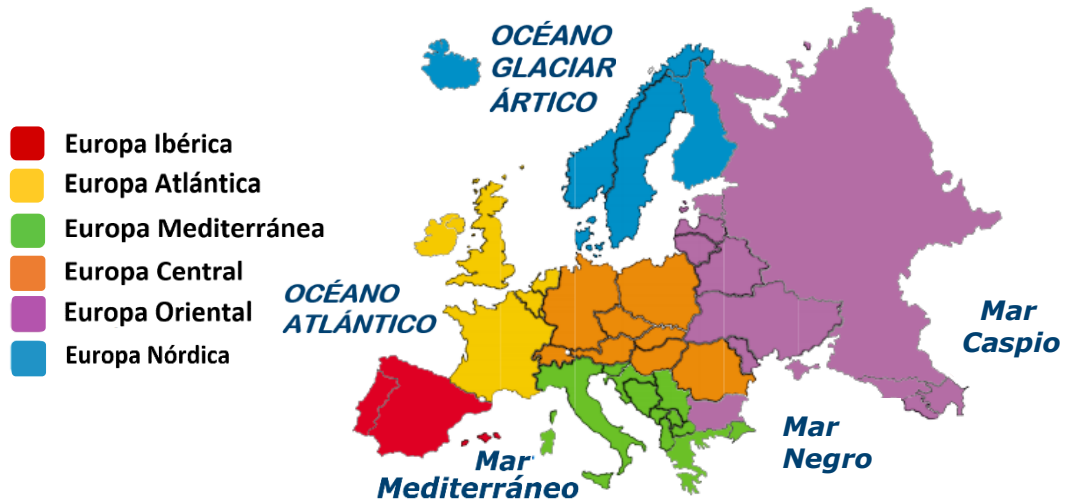 OCÉANO
GLACIAR
ÁRTICO
Europa Ibérica
Europa Atlántica
Europa Mediterránea
Europa Central
Europa Oriental
Europa Nórdica
OCÉANO
ATLÁNTICO
Mar
Caspio
Mar
Negro
Mar
Mediterráneo